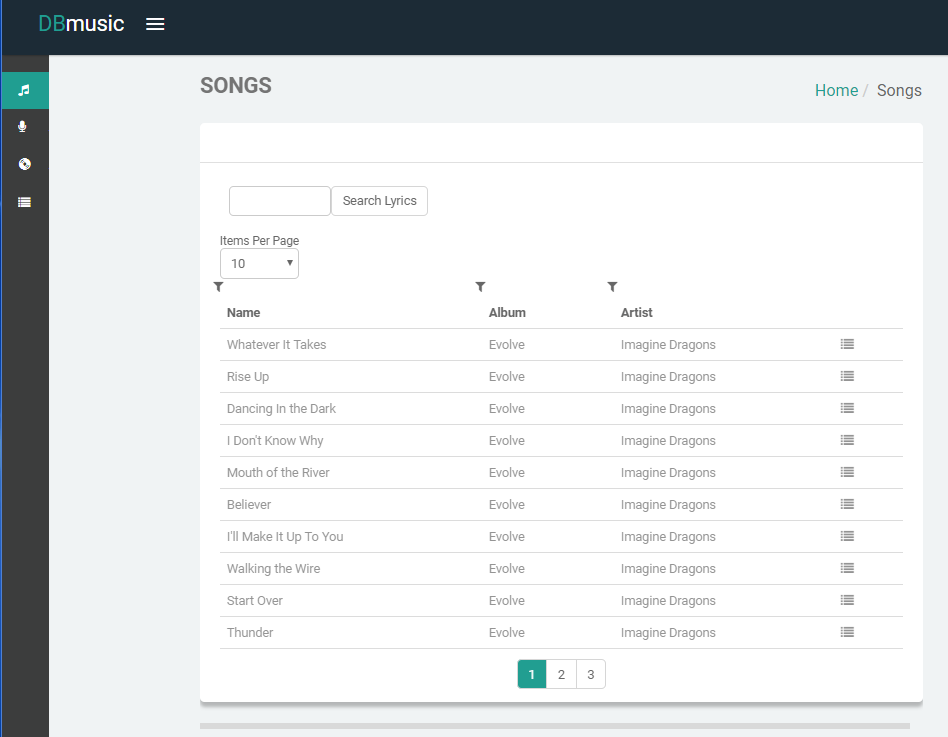 DBmusic
SONGS
Home / Songs
Search Lyrics
Items Per Page
10
Name Album Artist
Whatever It Takes Evolve Imagine Dragons
Rise Up Evolve Imagine Dragons
Dancing In the Dark Evolve Imagine Dragons
I Don't Know Why Evolve Imagine Dragons
Mouth of the River Evolve Imagine Dragons
Believer Evolve Imagine Dragons
I'll Make It Up To You Evolve Imagine Dragons
Walking the Wire Evolve Imagine Dragons
Start Over Evolve Imagine Dragons
Thunder Evolve Imagine Dragons
1 2 3